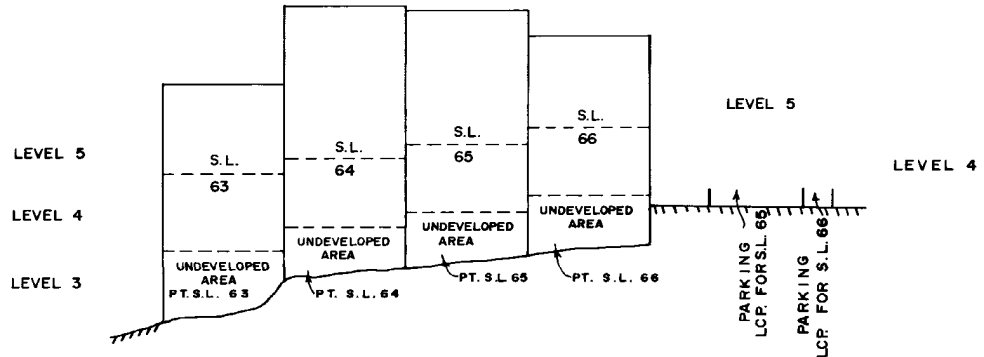 LEVEL 5
LEVEL 4
LEVEL 3
S.L.
63
UNDEVELOPED
AREA
PT. S.L. 63
S.L.
64
UNDEVELOPED
AREA
PT. S.L. 64
S.L.
65
UNDEVELOPED
AREA
PT. S.L. 65
S.L.
66
UNDEVELOPED
AREA
PT. S.L. 66
LEVEL 5
LEVEL 4
PARKING
LCP. FOR S.L. 65
PARKING
LCP. FOR S.L. 66